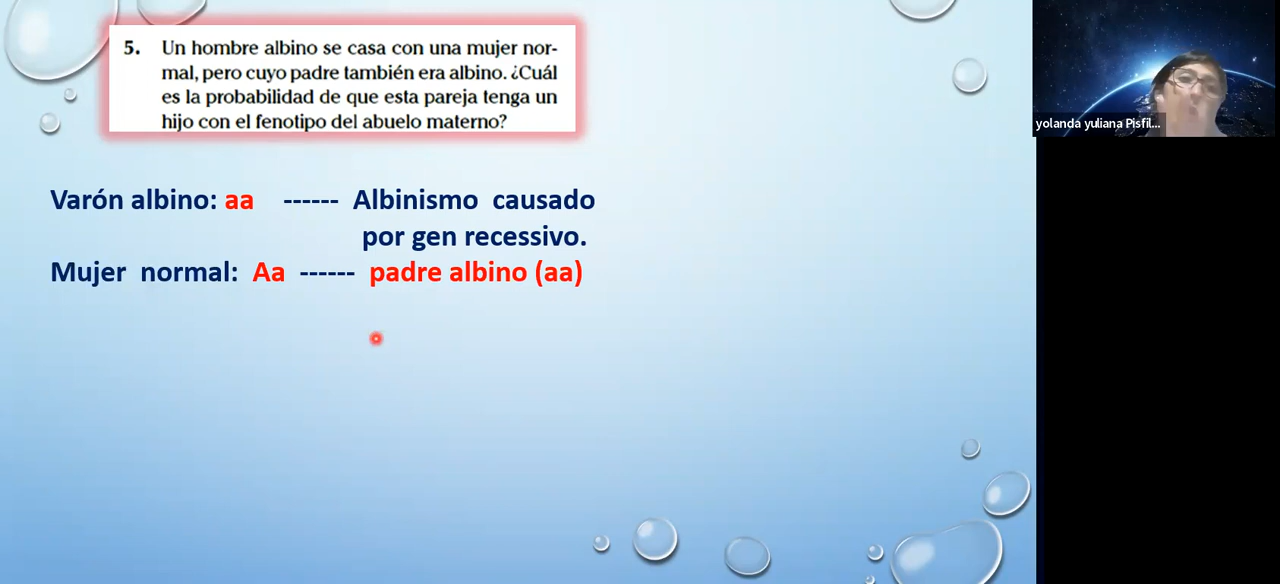 5. Un hombre albino se casa con una mujer nor-
mal, pero cuyo padre también era albino. ¿Cuál
es la probabilidad de que esta pareja tenga un
hijo con el fenotipo del abuelo materno?
Varón albino: aa ------ Albinismo causado
por gen recessivo.
Mujer normal: Aa ------ padre albino (aa)
yolanda yuliana Pisfil...